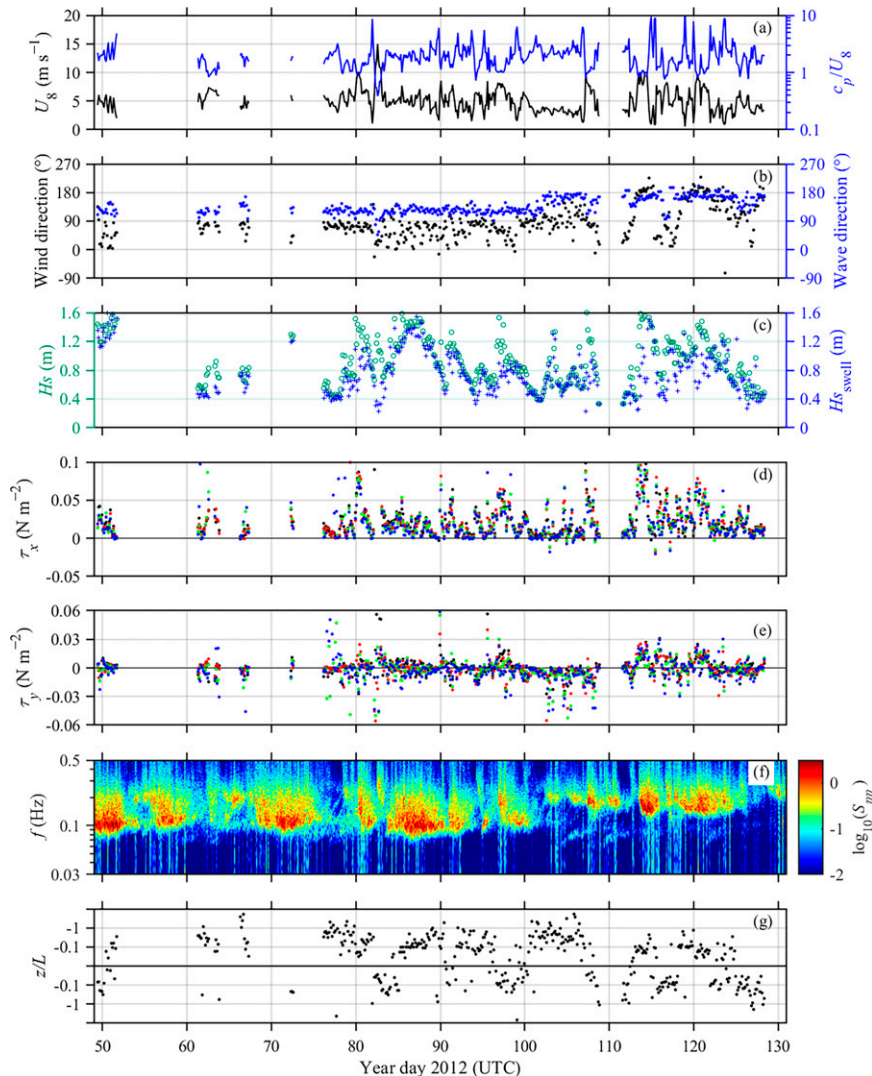 (a)
20
15
10
5
0
U8 (m s−1)
10
1
0.1
cp/U8
(b)
270
180
90
0
-90
Wind direction (°)
270
180
90
0
-90
Wave direction (°)
(c)
1.6
1.2
0.8
0.4
0
Hs (m)
1.6
1.2
0.8
0.4
0
Hsswell (m)
(d)
0.1
0.05
0
-0.05
τx (N m−2)
(e)
0.06
0.03
0
-0.03
-0.06
τy (N m−2)
(f)
0.5
0.1
0.03
f (Hz)
0
-1
-2
log10(Sηη)
(g)
-1
-0.1
-0.1
-1
z/L
50 60 70 80 90 100 110 120 130
Year day 2012 (UTC)